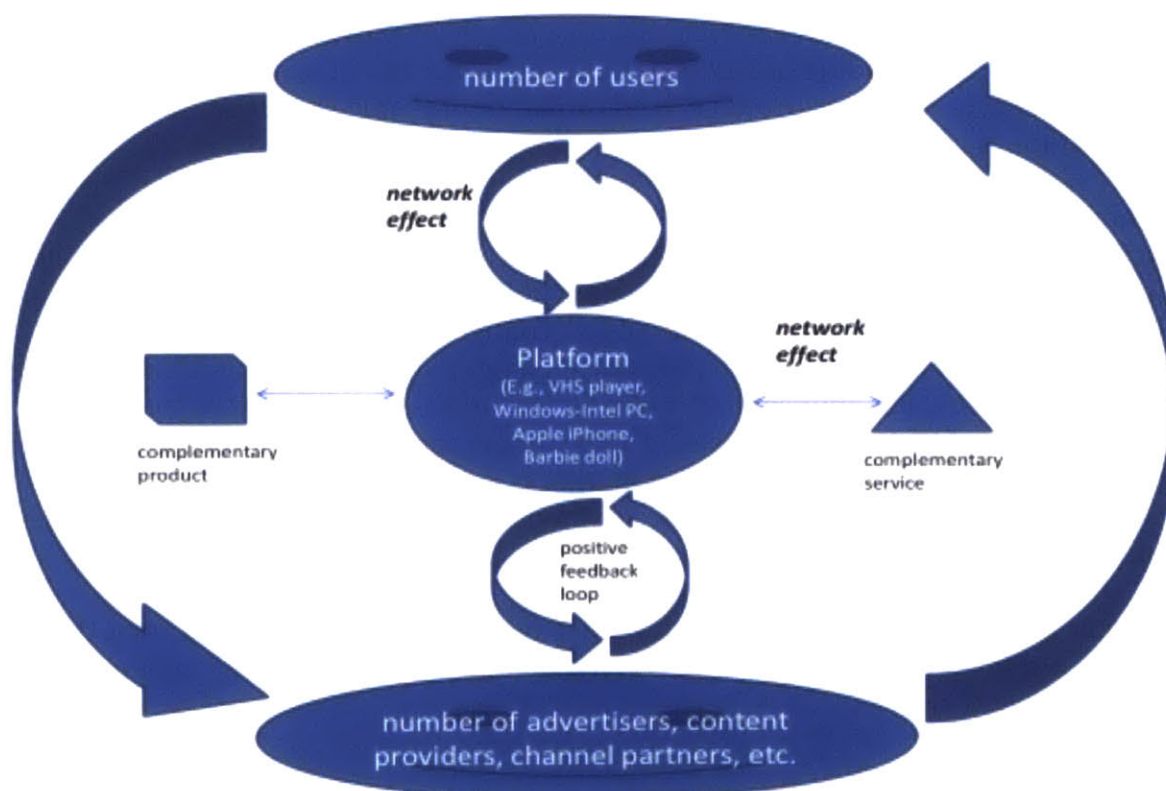 number of users
network
effect
Platform
(E.g., VHS player,
Windows-Intel PC,
Apple iPhone,
Barbie doll)
network
effect
complementary
product
complementary
service
positive
feedback
loop
number of advertisers, content
providers, channel partners, etc.